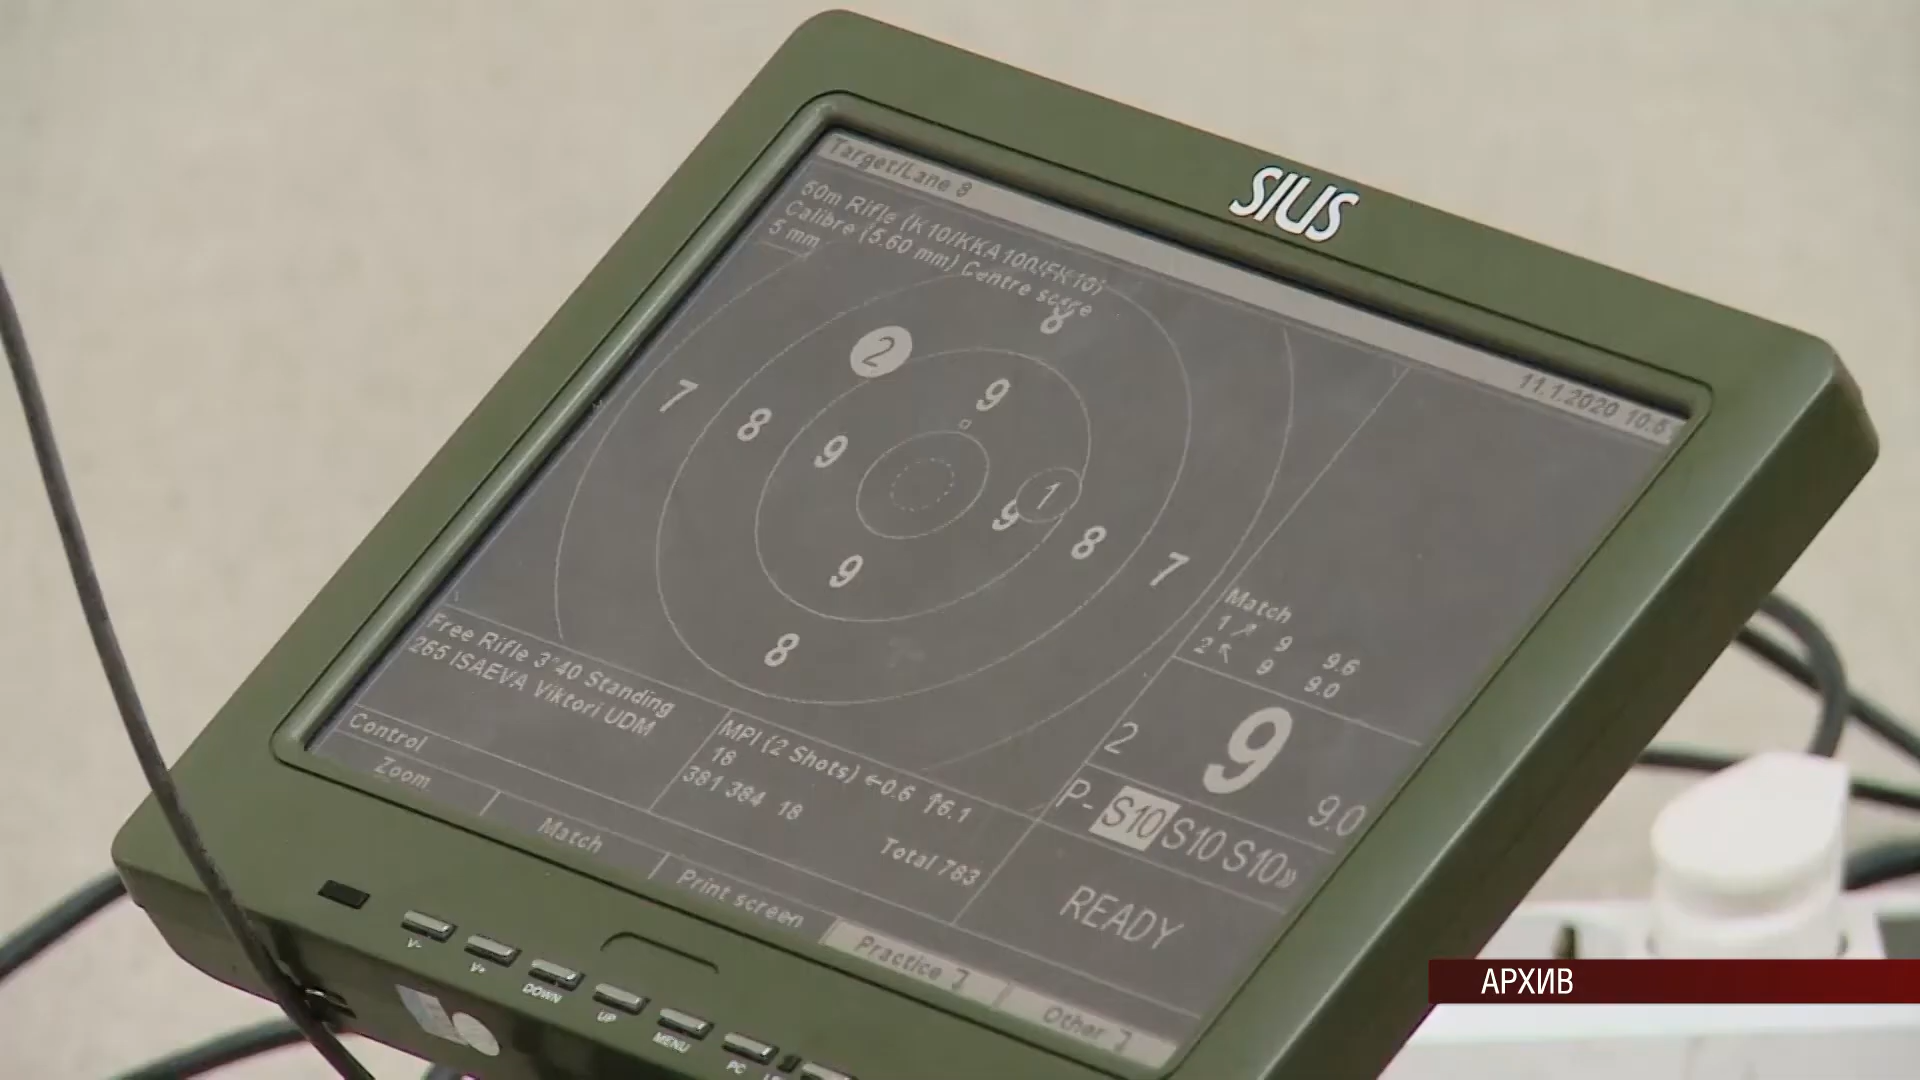 SIUS
Target/Lane 8
11.1.2020 10:5
50m Rifle (K10/KKA100/FK10)
Calibre (5.60 mm) Centre score
5 mm
8
2
9
7
8
9
1
9
8
7
9
8
Match
1 ↗ 9 9.6
2 ↖ 9 9.0
Free Rifle 3*40 Standing
265 ISAEVA Viktori UDM
MPI (2 Shots) ←0.6 ↑6.1
18
381 384 18
Total 783
2 9 9.0
P- S10 S10 S10»
READY
Control
Zoom
Match
Print screen
Practice
Other
V-
V+
DOWN
UP
MENU
PC
АРХИВ